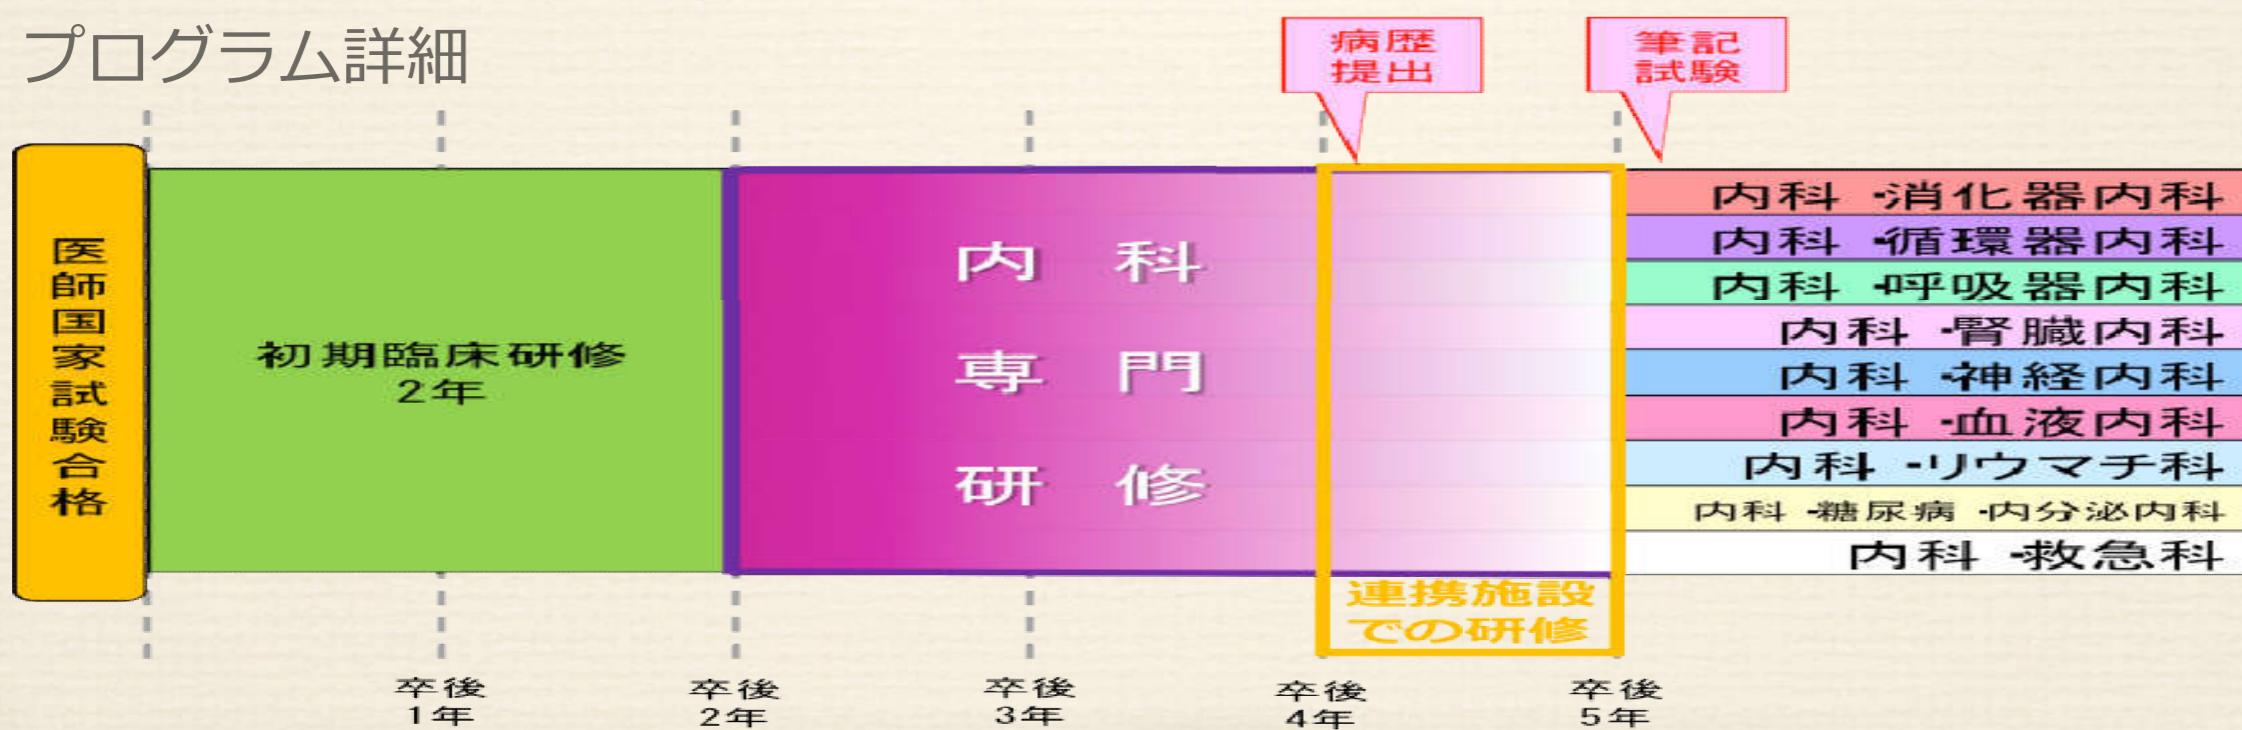 プログラム詳細
病歴
提出
筆記
試験
医師国家試験合格
初期臨床研修
2年
内科
専門
研修
内科・消化器内科
内科・循環器内科
内科・呼吸器内科
内科・腎臓内科
内科・神経内科
内科・血液内科
内科・リウマチ科
内科・糖尿病・内分泌内科
内科・救急科
連携施設
での研修
卒後
1年
卒後
2年
卒後
3年
卒後
4年
卒後
5年